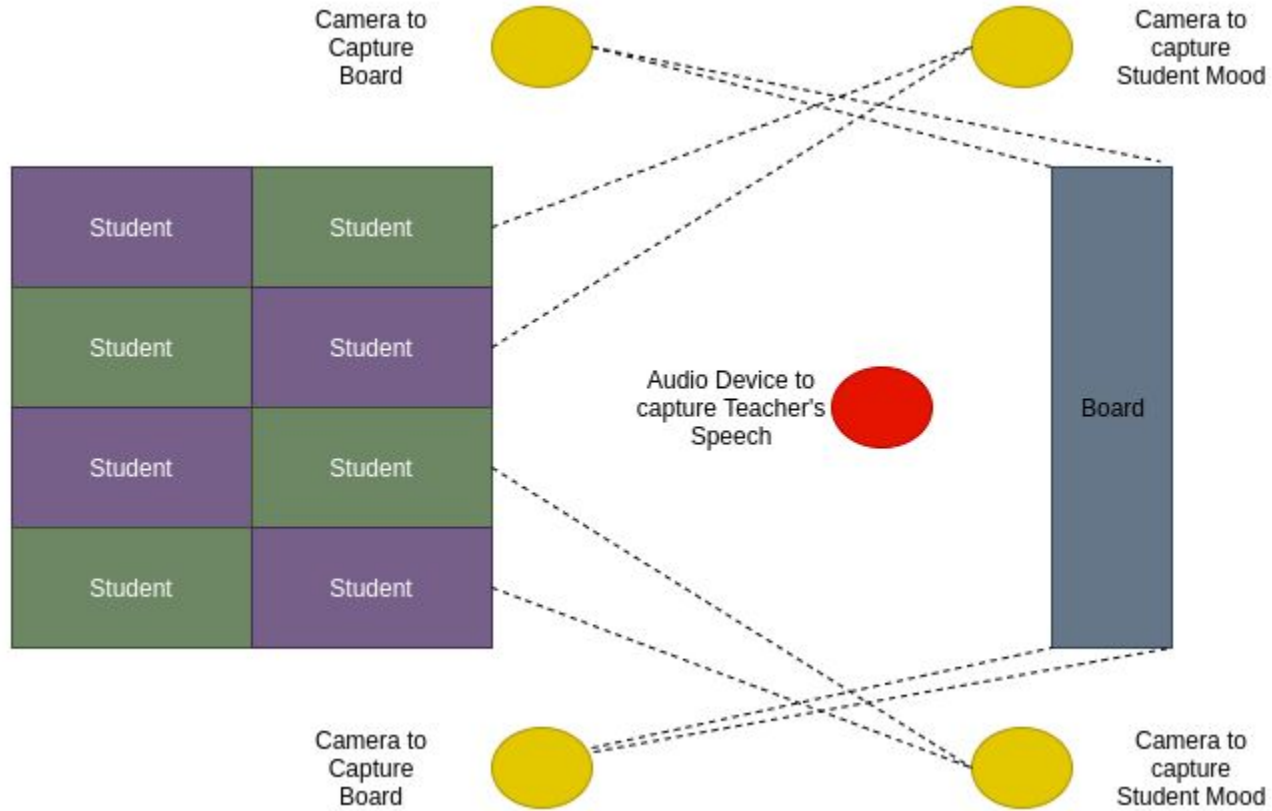 Camera to
Capture
Board
Camera to
capture
Student Mood
Student
Student
Student
Student
Audio Device to
capture Teacher's
Speech
Board
Student
Student
Student
Student
Camera to
Capture
Board
Camera to
capture
Student Mood